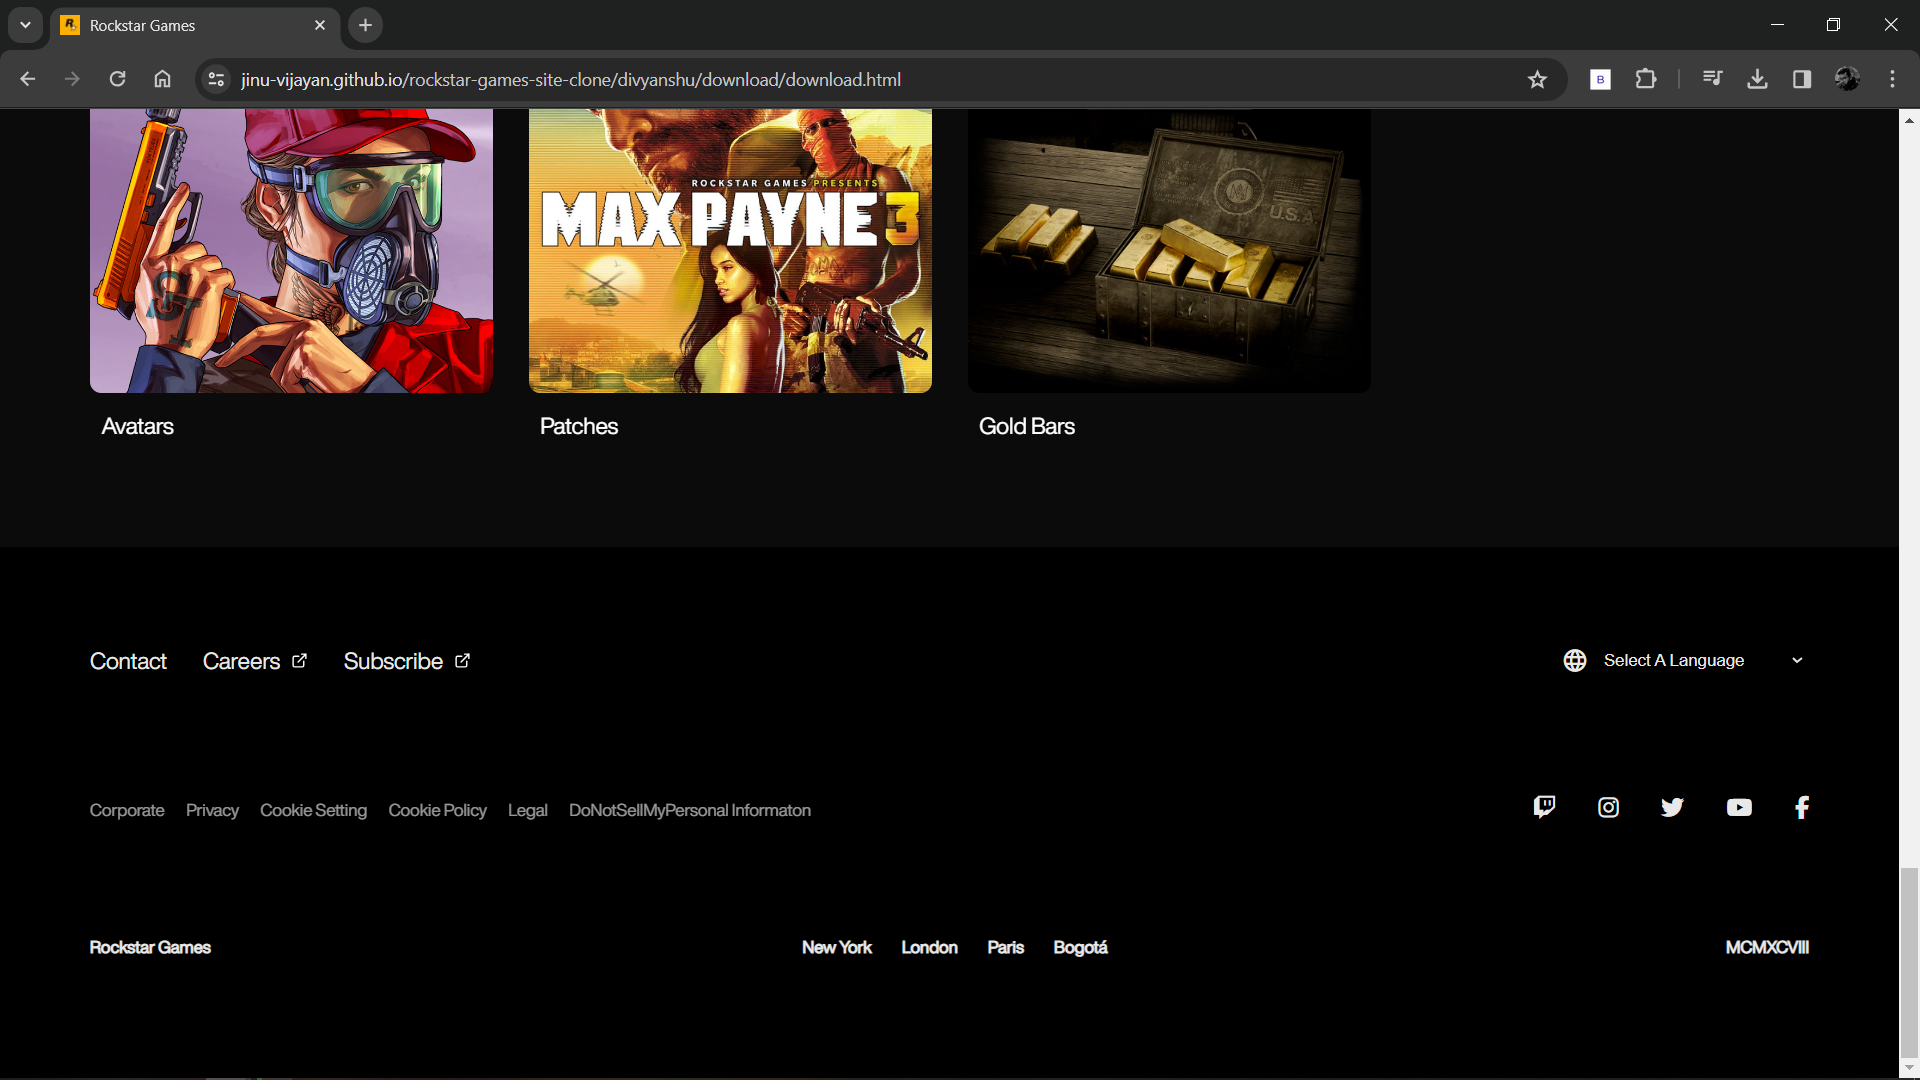 Rockstar Games
jinu-vijayan.github.io/rockstar-games-site-clone/divyanshu/download/download.html
B
ROCKSTAR GAMES PRESENTS
MAX PAYNE 3
U.S.A.
Avatars
Patches
Gold Bars
Contact
Careers
Subscribe
Select A Language
Corporate
Privacy
Cookie Setting
Cookie Policy
Legal
DoNotSellMyPersonal Informaton
Rockstar Games
New York
London
Paris
Bogotá
MCMXCVIII